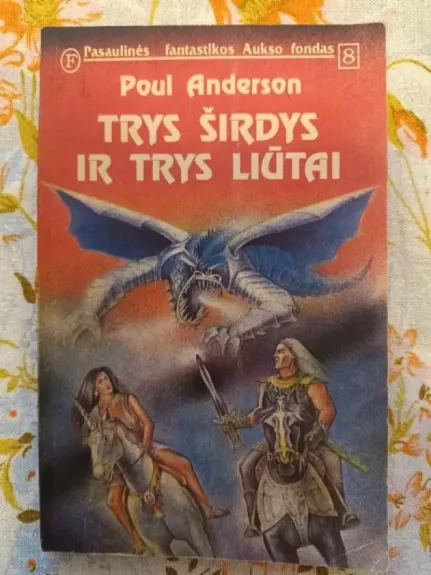 F Pasaulinės fantastikos Aukso fondas 8
Poul Anderson
TRYS ŠIRDYS
IR TRYS LIŪTAI